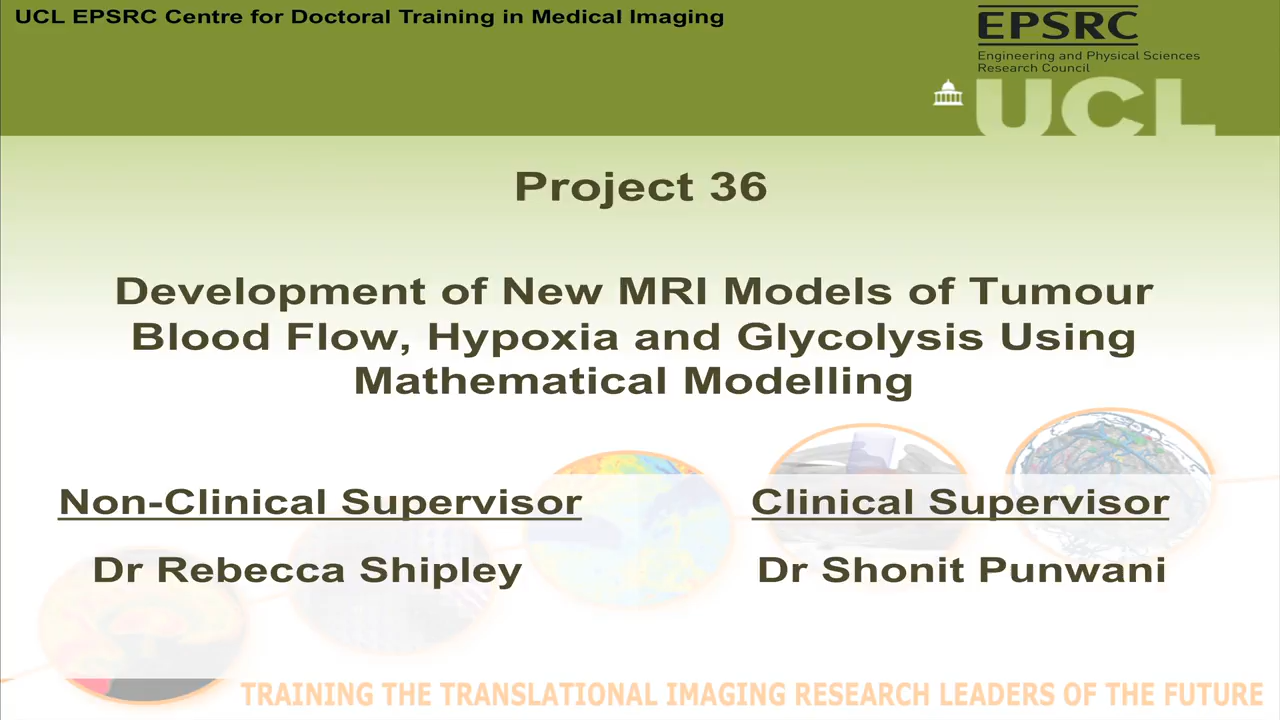 UCL EPSRC Centre for Doctoral Training in Medical Imaging
EPSRC
Engineering and Physical Sciences
Research Council
UCL
Project 36
Development of New MRI Models of Tumour
Blood Flow, Hypoxia and Glycolysis Using
Mathematical Modelling
Non-Clinical Supervisor
Clinical Supervisor
Dr Rebecca Shipley
Dr Shonit Punwani
TRAINING THE TRANSLATIONAL IMAGING RESEARCH LEADERS OF THE FUTURE